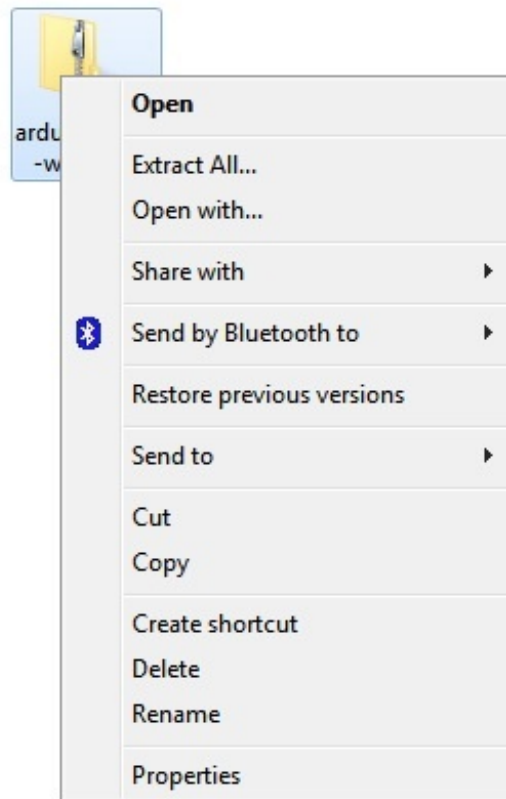 ardu
-w
Open
Extract All...
Open with...
Share with
Send by Bluetooth to
Restore previous versions
Send to
Cut
Copy
Create shortcut
Delete
Rename
Properties